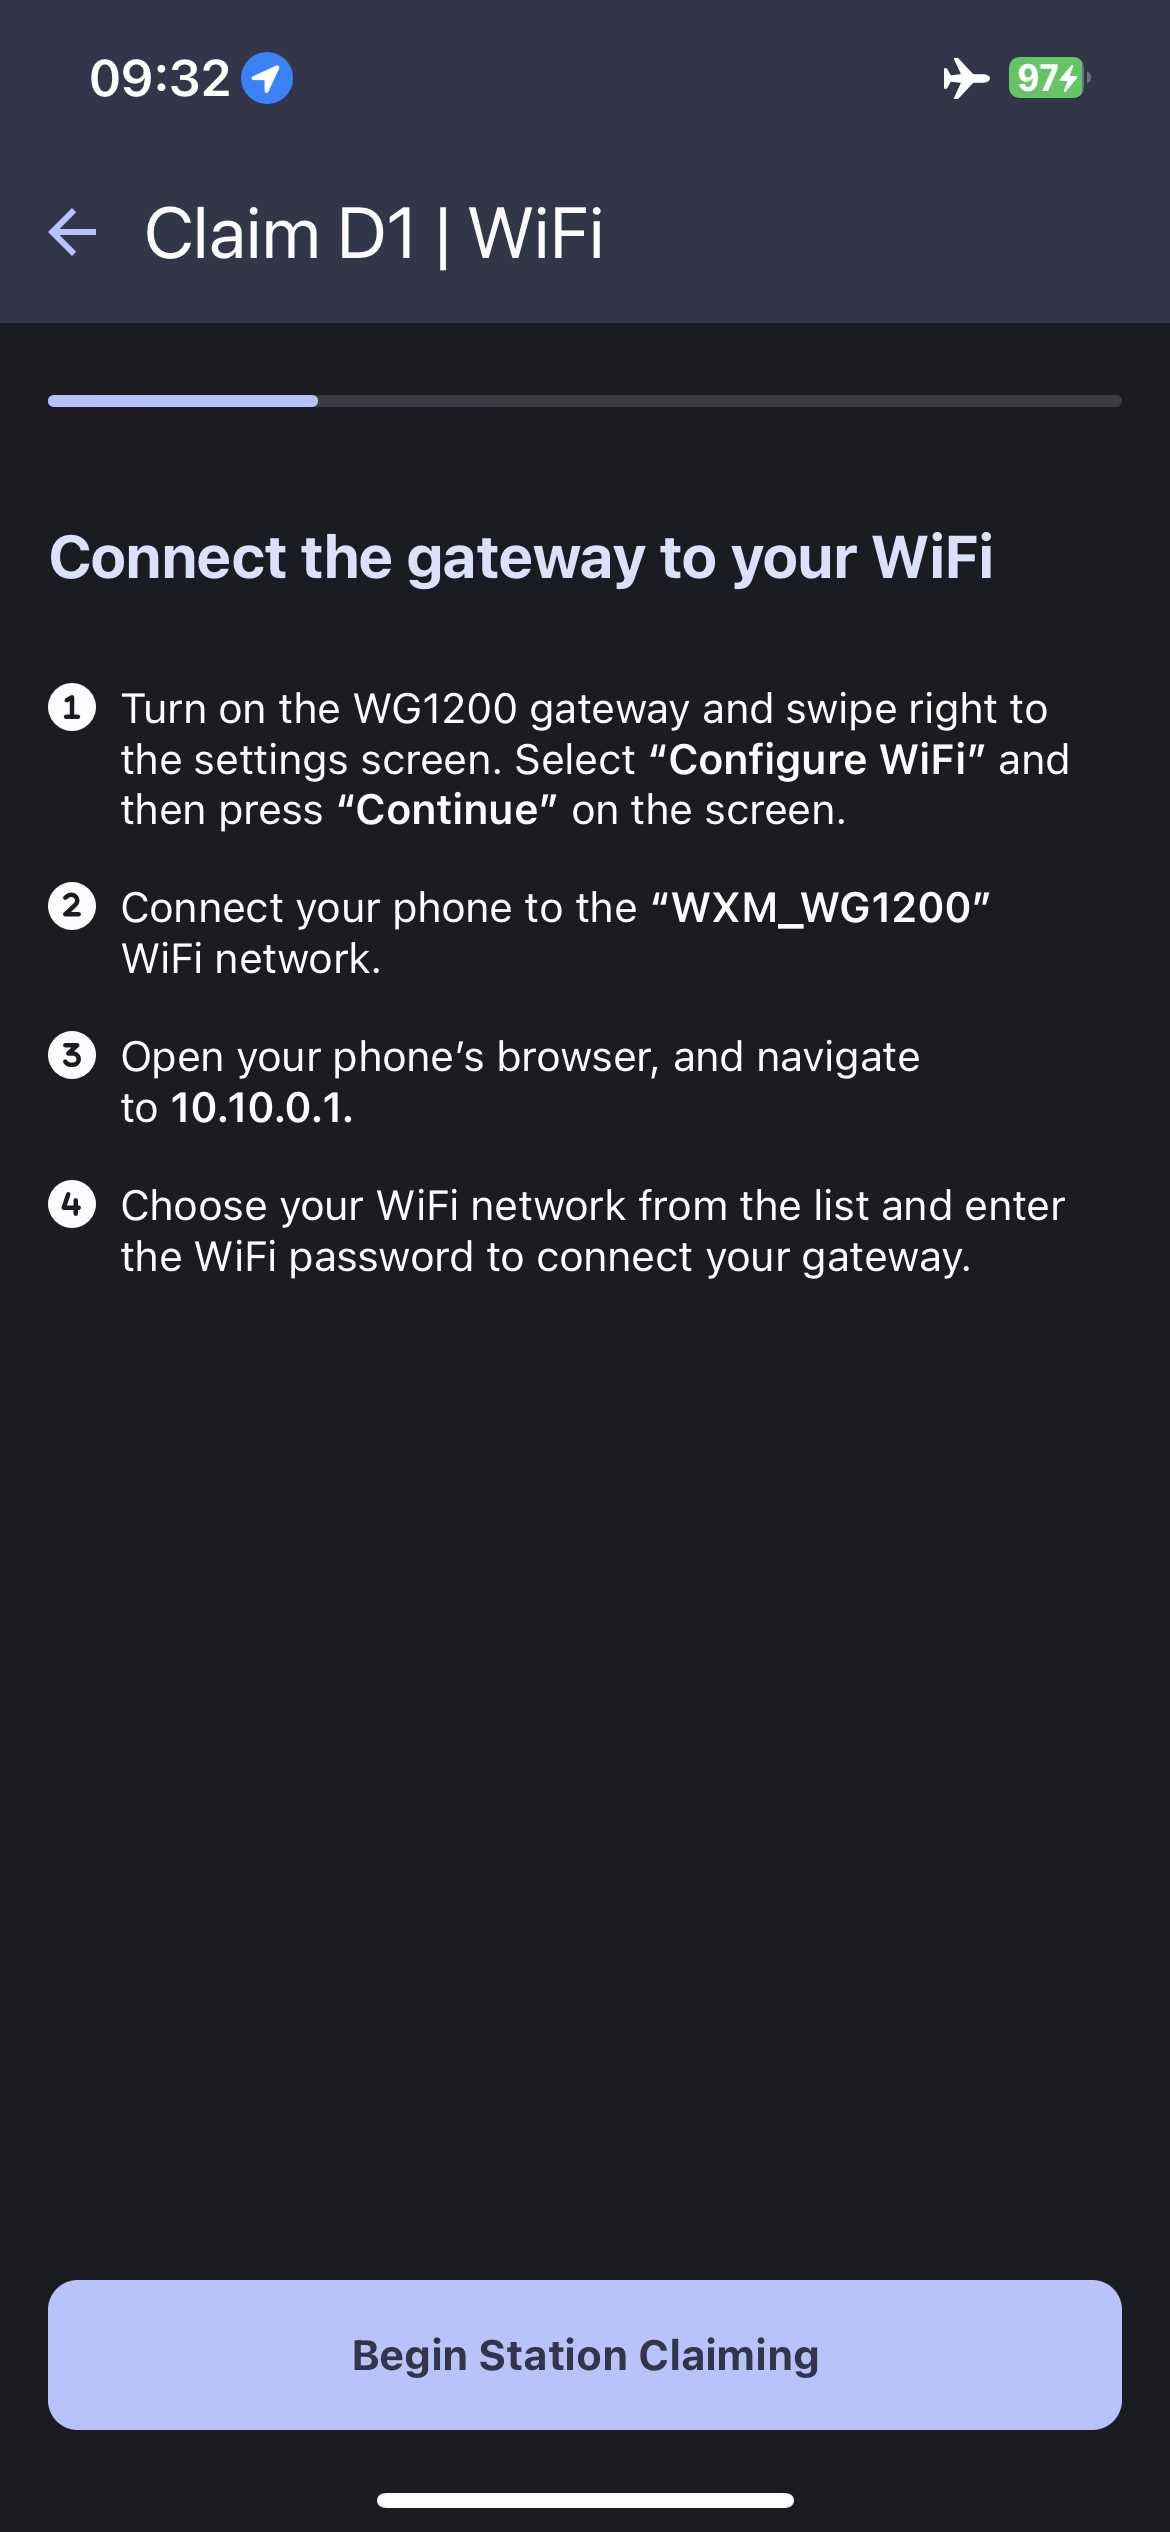 09:32
97
Claim D1 | WiFi
Connect the gateway to your WiFi
1 Turn on the WG1200 gateway and swipe right to
the settings screen. Select “Configure WiFi” and
then press “Continue” on the screen.
2 Connect your phone to the “WXM_WG1200”
WiFi network.
3 Open your phone’s browser, and navigate
to 10.10.0.1.
4 Choose your WiFi network from the list and enter
the WiFi password to connect your gateway.
Begin Station Claiming